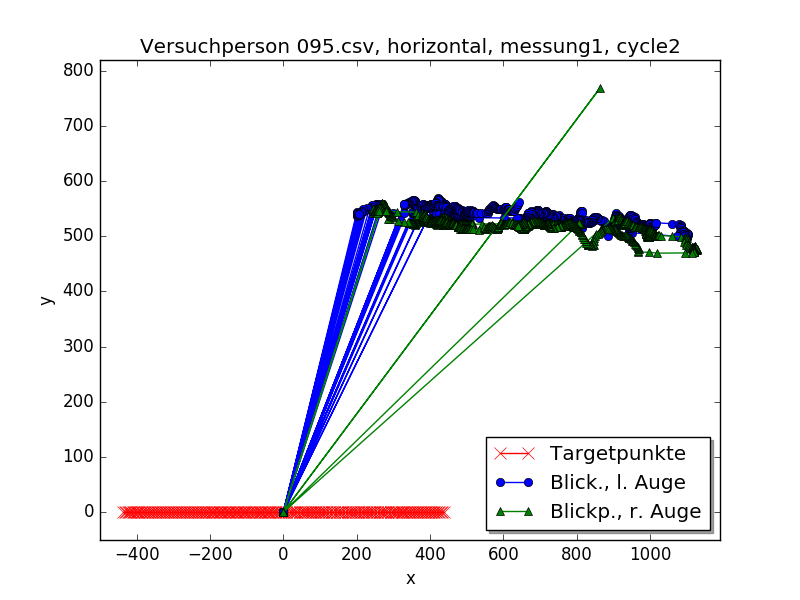 Versuchperson 095.csv, horizontal, messung1, cycle2
800
700
600
500
400
300
200
100
0
y
−400 −200 0 200 400 600 800 1000
x
Targetpunkte
Blick., l. Auge
Blickp., r. Auge